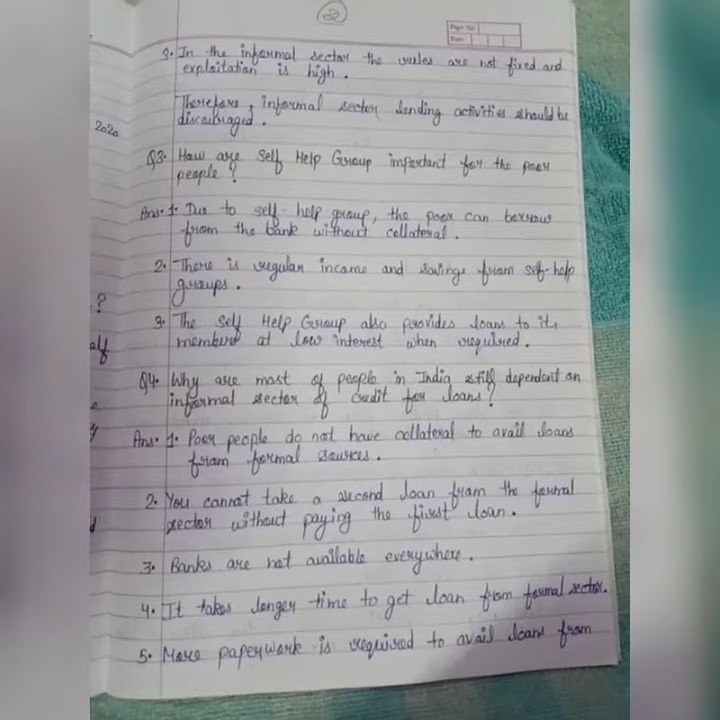 2
Page No.
Date
3. In the informal sector the rules are not fixed and
exploitation is high.
Therefore, informal sector lending activities should be
discouraged.
2020
Q3. How are Self Help Group important for the poor
people?
Ans. 1. Due to self-help group, the poor can borrow
from the bank without collateral.
2. There is regular income and savings from self-help
groups.
?
3. The Self Help Group also provides loans to its
members at low interest when required.
alf
Q4. Why are most of people in India still dependent on
informal sector of credit for loans?
Ans. 1. Poor people do not have collateral to avail loans
from formal sources.
2. You cannot take a second loan from the formal
sector without paying the first loan.
3. Banks are not available everywhere.
4. It takes longer time to get loan from formal sector.
5. More paperwork is required to avail loans from